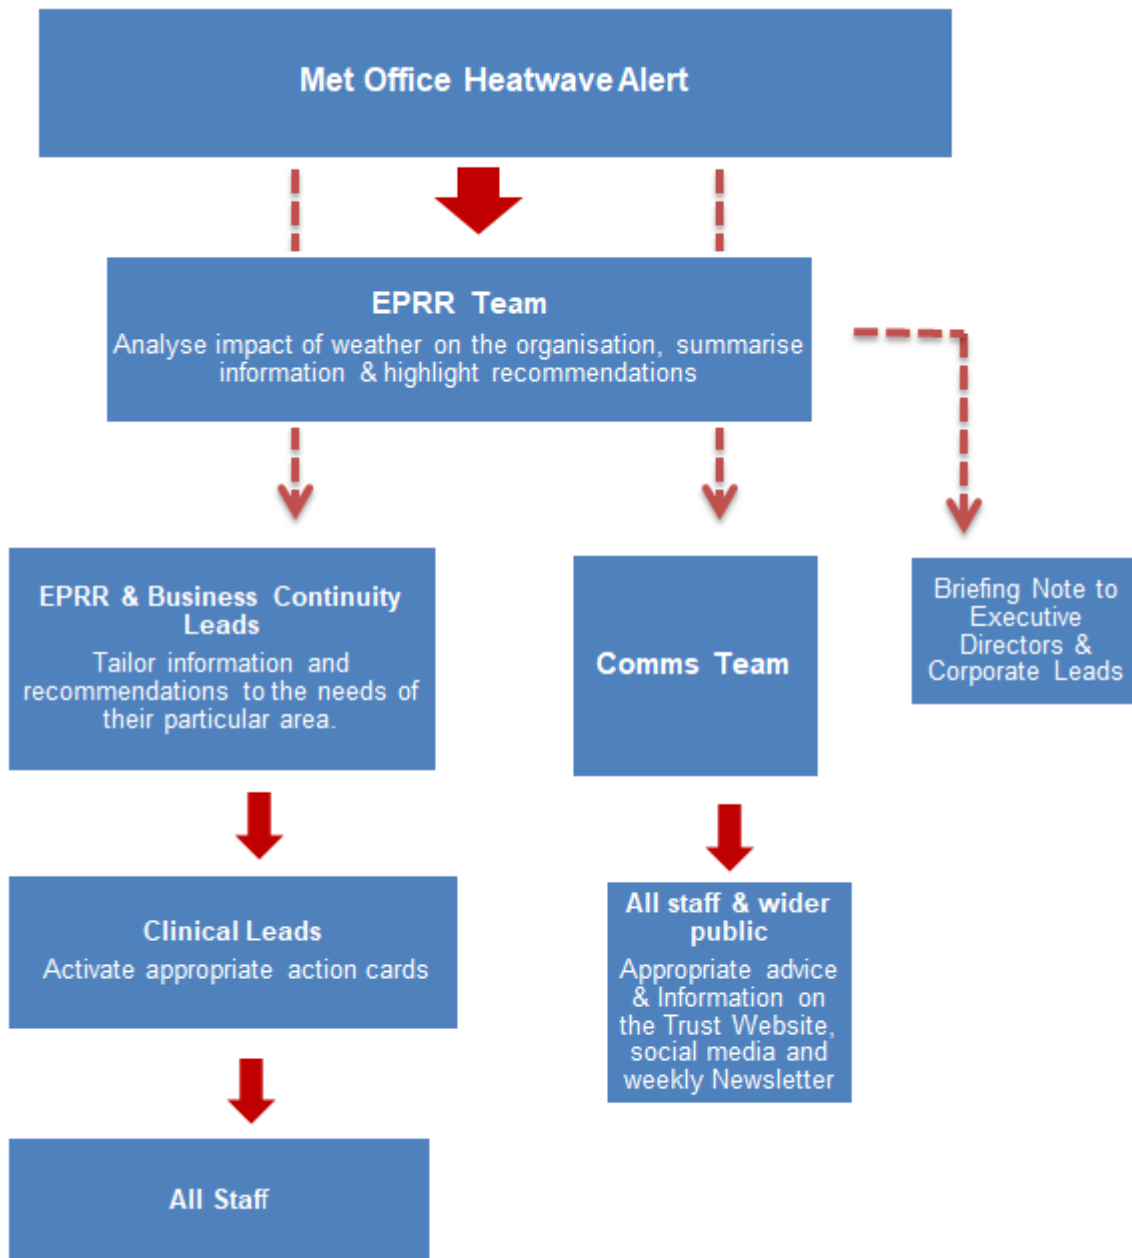 Met Office Heatwave Alert
EPRR Team
Analyse impact of weather on the organisation, summarise
information & highlight recommendations
EPRR & Business Continuity
Leads
Tailor information and
recommendations to the needs of
their particular area.
Comms Team
Briefing Note to
Executive
Directors &
Corporate Leads
Clinical Leads
Activate appropriate action cards
All staff & wider
public
Appropriate advice
& Information on
the Trust Website,
social media and
weekly Newsletter
All Staff